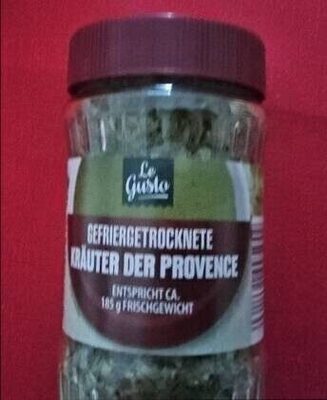 Le
Gusto
GEFRIERGETROCKNETE
KRÄUTER DER PROVENCE
ENTSPRICHT CA.
185 g FRISCHGEWICHT